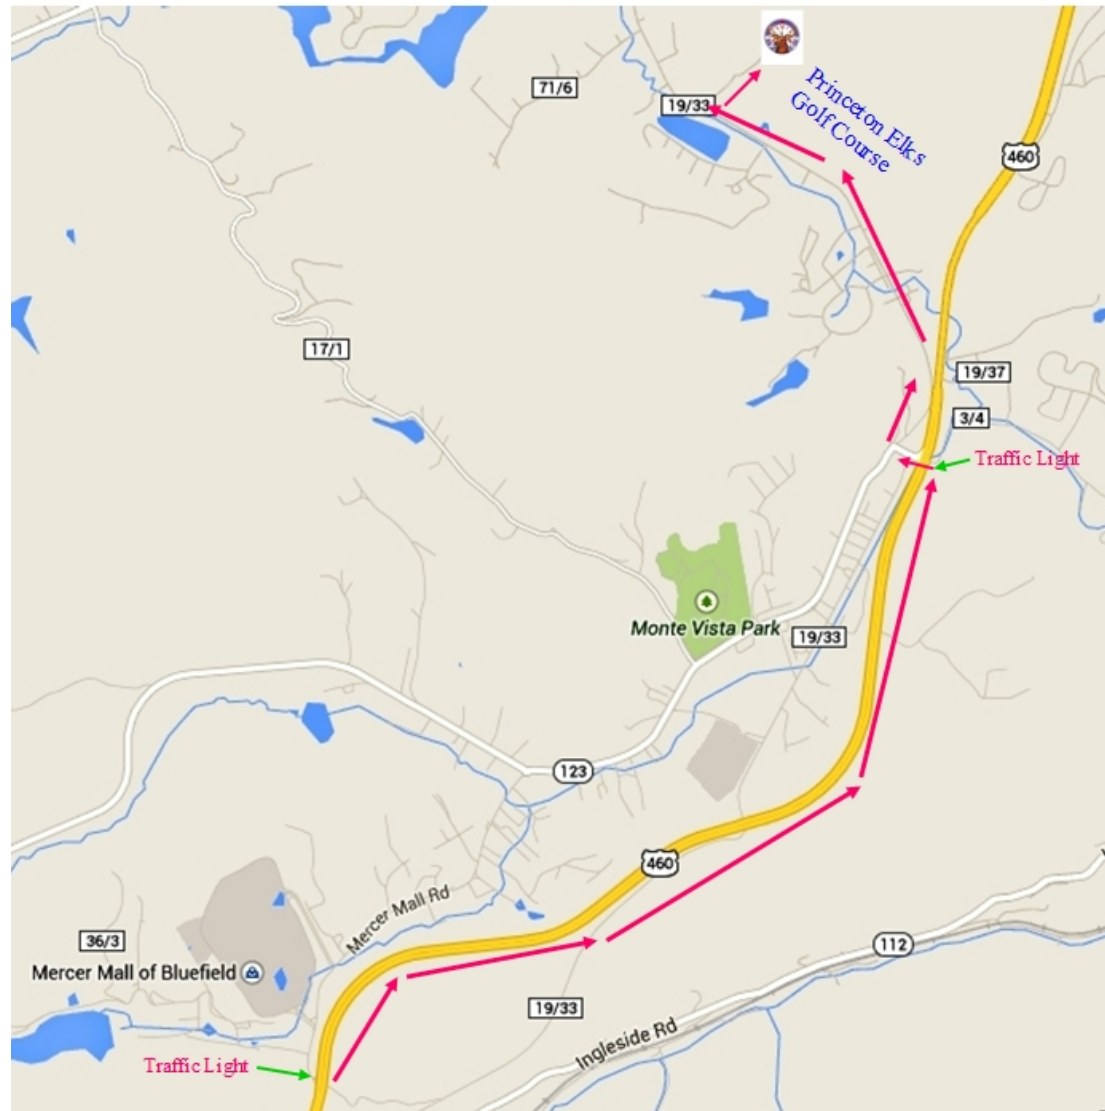 71/6
19/33
Princeton Elks
Golf Course
460
17/1
19/37
3/4
Traffic Light
Monte Vista Park
19/33
123
460
Mercer Mall Rd
36/3
Mercer Mall of Bluefield
112
19/33
Ingleside Rd
Traffic Light